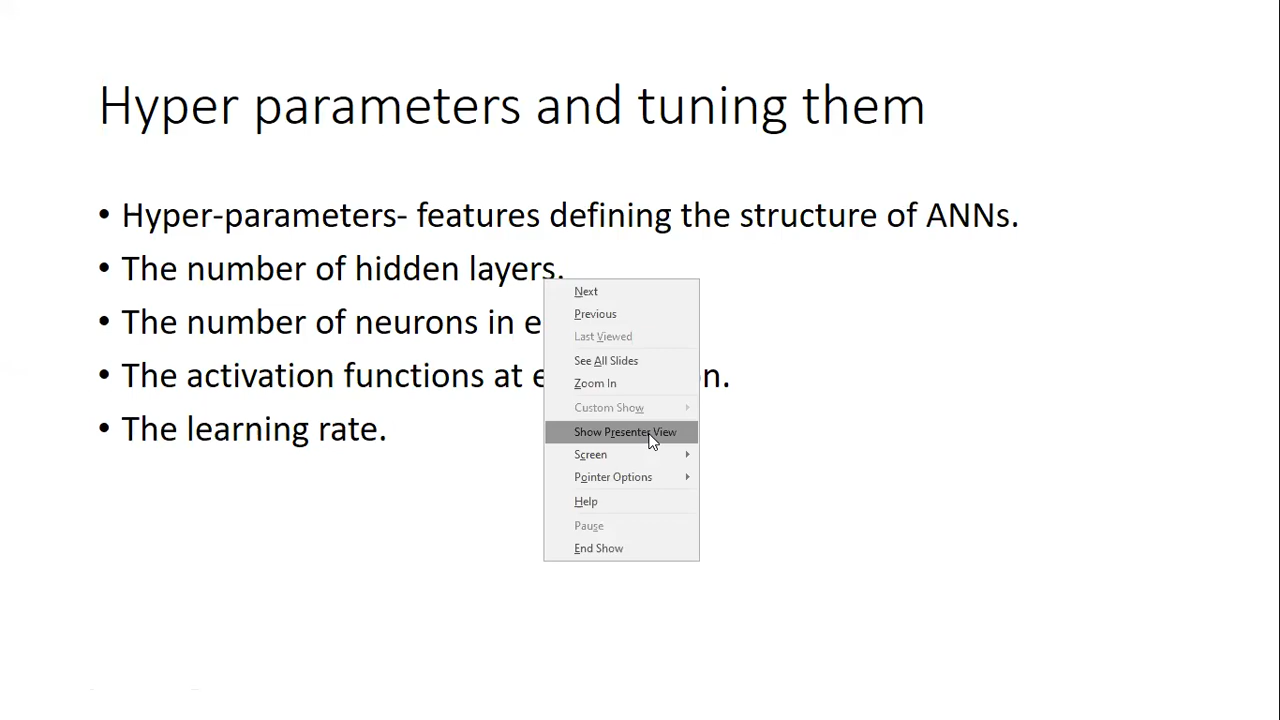 Hyper parameters and tuning them
• Hyper-parameters- features defining the structure of ANNs.
• The number of hidden layers.
• The number of neurons in
• The activation functions at
• The learning rate.
Next
Previous
Last Viewed
See All Slides
Zoom In
Custom Show
Show Presenter View
Screen
Pointer Options
Help
Pause
End Show